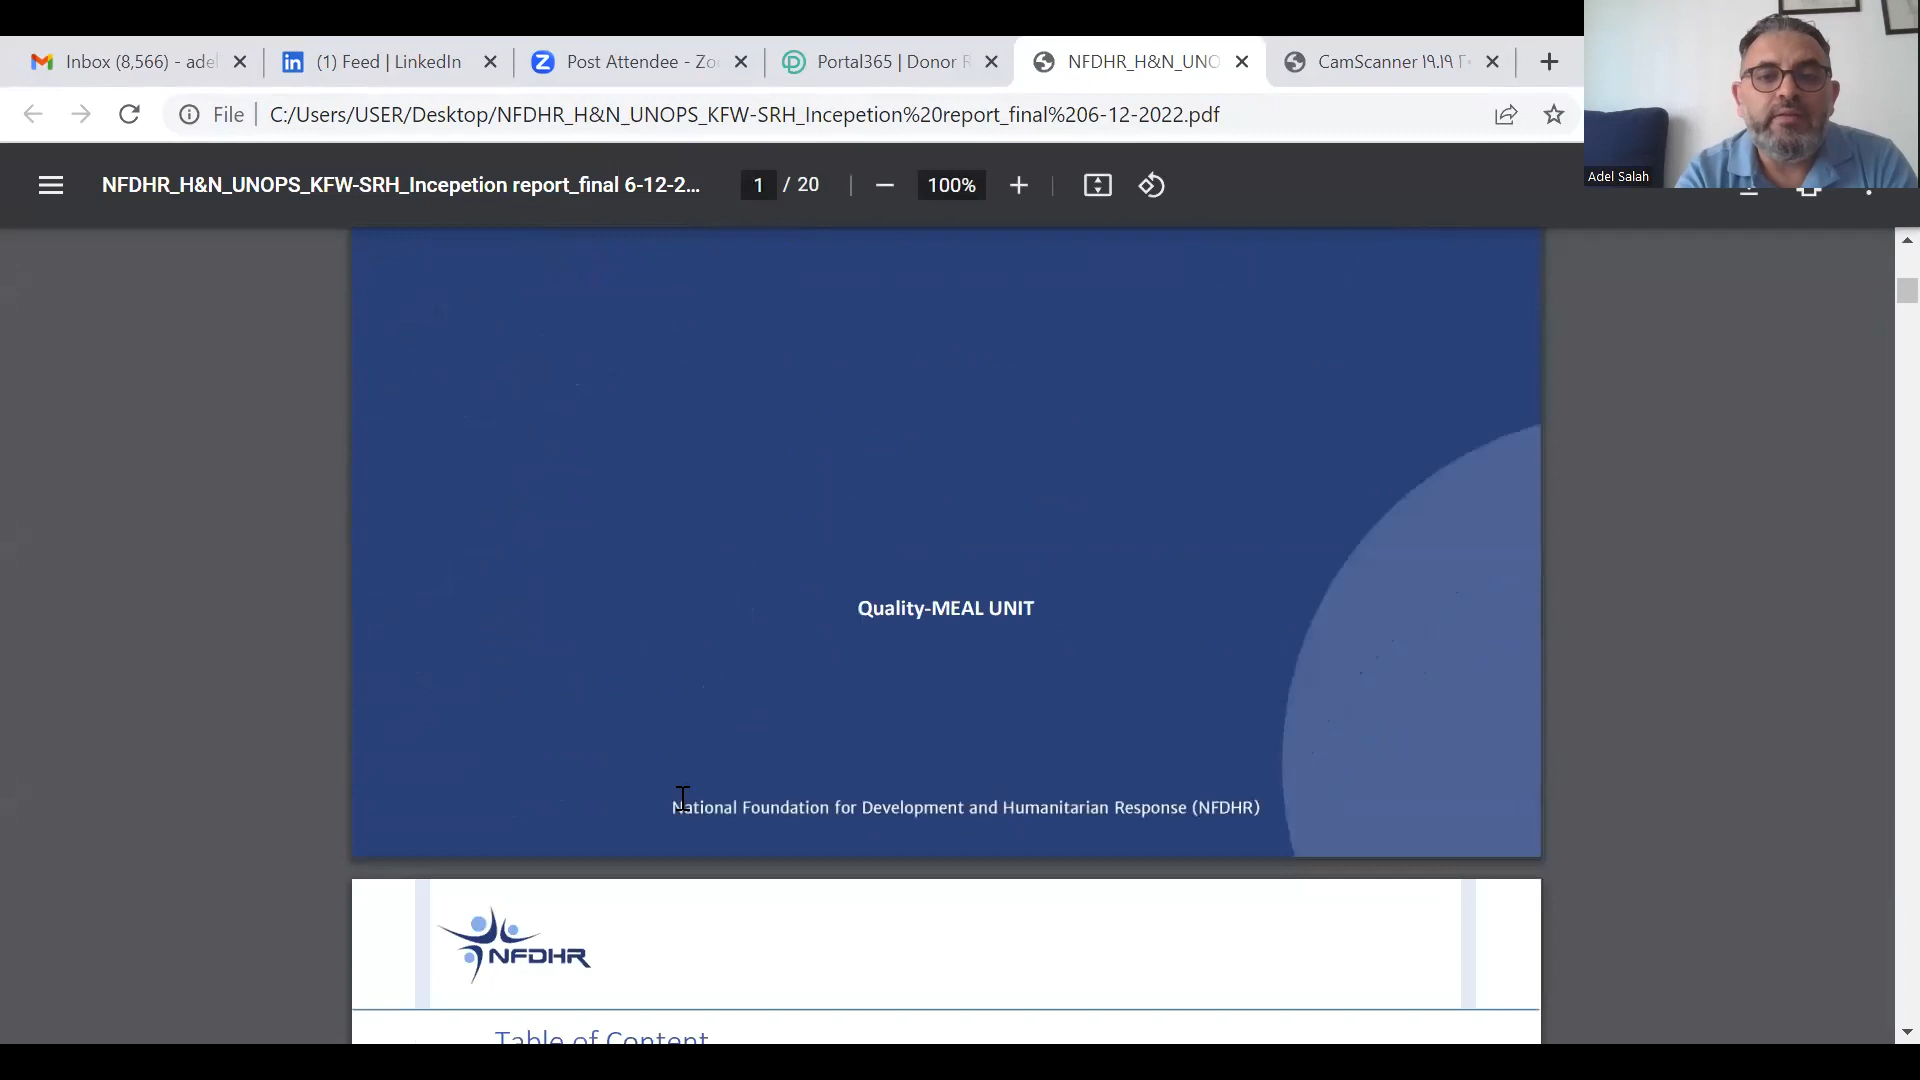 Inbox (8,566) - adel
(1) Feed | LinkedIn
Post Attendee - Zo
Portal365 | Donor R
NFDHR_H&N_UNO
CamScanner
File
C:/Users/USER/Desktop/NFDHR_H&N_UNOPS_KFW-SRH_Incepetion%20report_final%206-12-2022.pdf
Adel Salah
NFDHR_H&N_UNOPS_KFW-SRH_Incepetion report_final 6-12-2...
1 / 20
100%
Quality-MEAL UNIT
National Foundation for Development and Humanitarian Response (NFDHR)
NFDHR
Table of Content